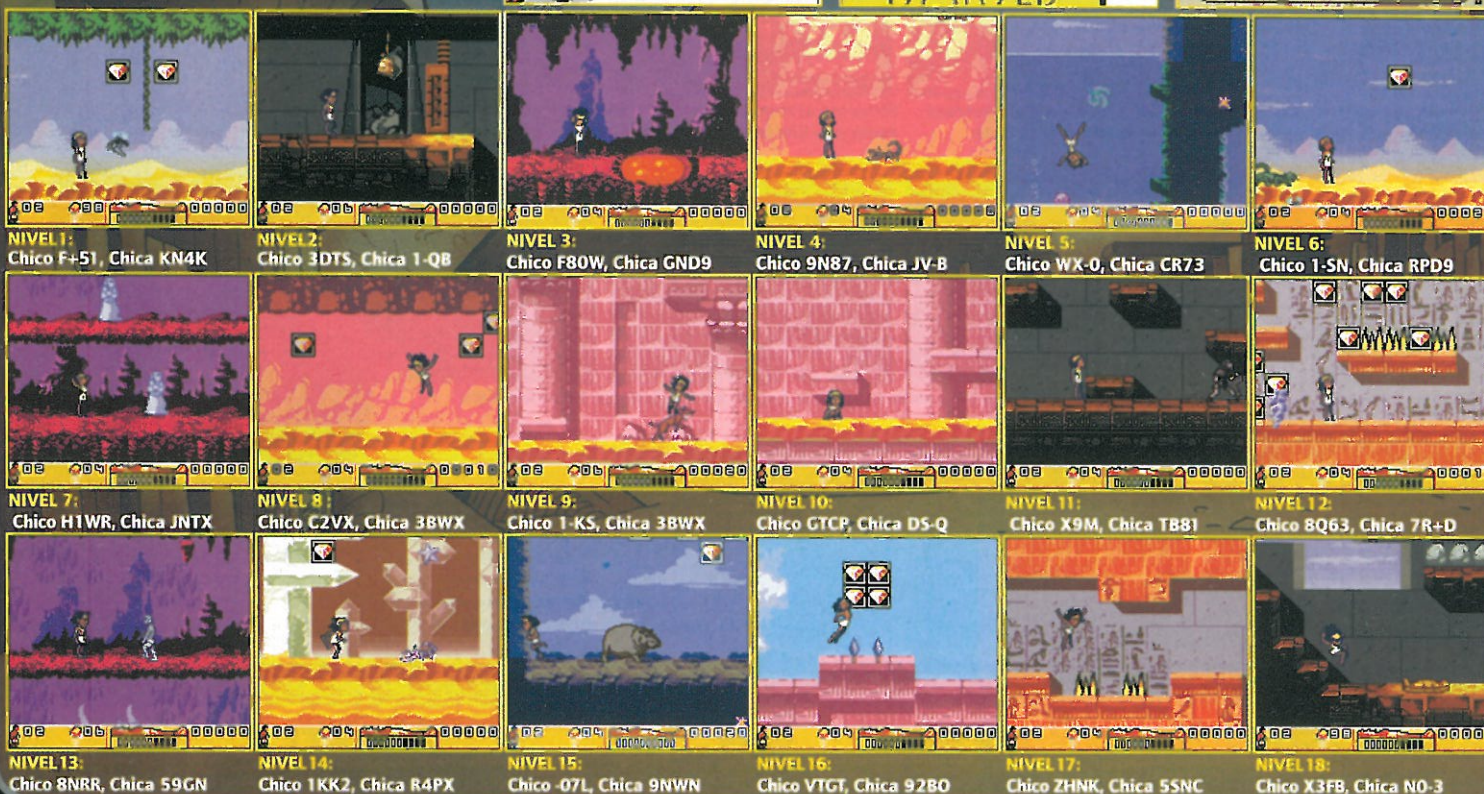 NIVEL 1:
Chico F+51, Chica KN4K
NIVEL2:
Chico 3DTS, Chica 1-QB
NIVEL 3:
Chico F80W, Chica GND9
NIVEL 4:
Chico 9N87, Chica JV-B
NIVEL 5:
Chico WX-0, Chica CR73
NIVEL 6:
Chico 1-SN, Chica RPD9
NIVEL 7:
Chico H1WR, Chica JNTX
NIVEL 8:
Chico C2VX, Chica 3BWX
NIVEL 9:
Chico 1-KS, Chica 3BWX
NIVEL 10:
Chico GTCP, Chica DS-Q
NIVEL 11:
Chico X9M, Chica TB81
NIVEL 12:
Chico 8Q63, Chica 7R+D
NIVEL 13:
Chico 8NRR, Chica 59GN
NIVEL 14:
Chico 1KK2, Chica R4PX
NIVEL 15:
Chico -07L, Chica 9NWN
NIVEL 16:
Chico VTGT, Chica 92BO
NIVEL 17:
Chico ZHNK, Chica 5SNC
NIVEL 18:
Chico X3FB, Chica N0-3